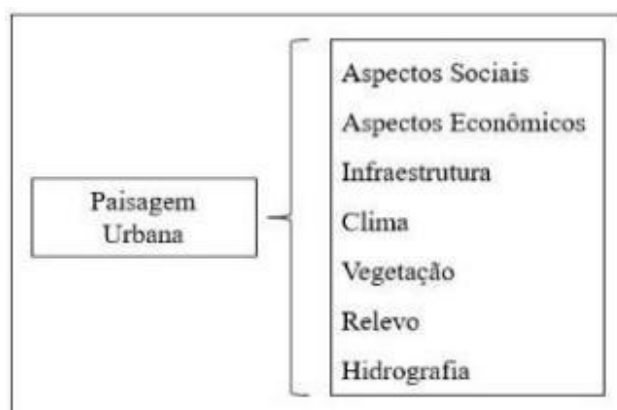 Paisagem
Urbana
Aspectos Sociais
Aspectos Econômicos
Infraestrutura
Clima
Vegetação
Relevo
Hidrografia